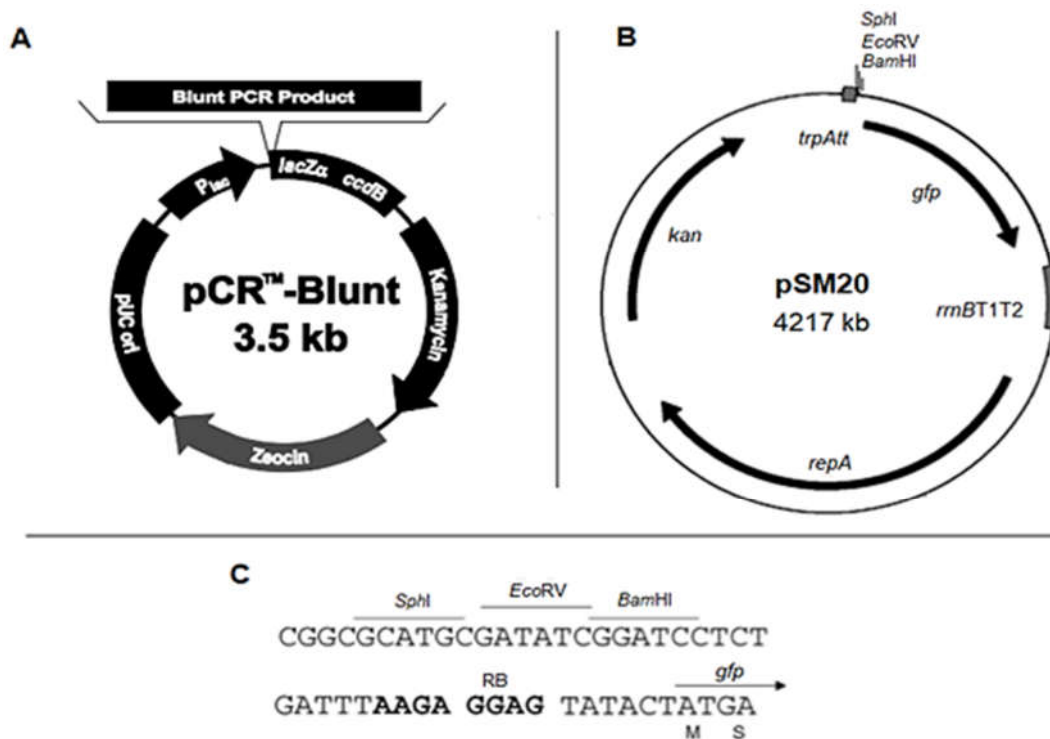 A
Blunt PCR Product
Plac
lacZα ccdB
Kanamycin
Zeocin
pUC ori
pCR™-Blunt
3.5 kb
B
SphI
EcoRV
BamHI
trpAtt
gfp
kan
pSM20
4217 kb
rrnBT1T2
repA
C
SphI EcoRV BamHI
CGGCGCATGCGATATCGGATCCTCT
RB gfp
GATTTAAGA GGAG TATACTATGA
M S